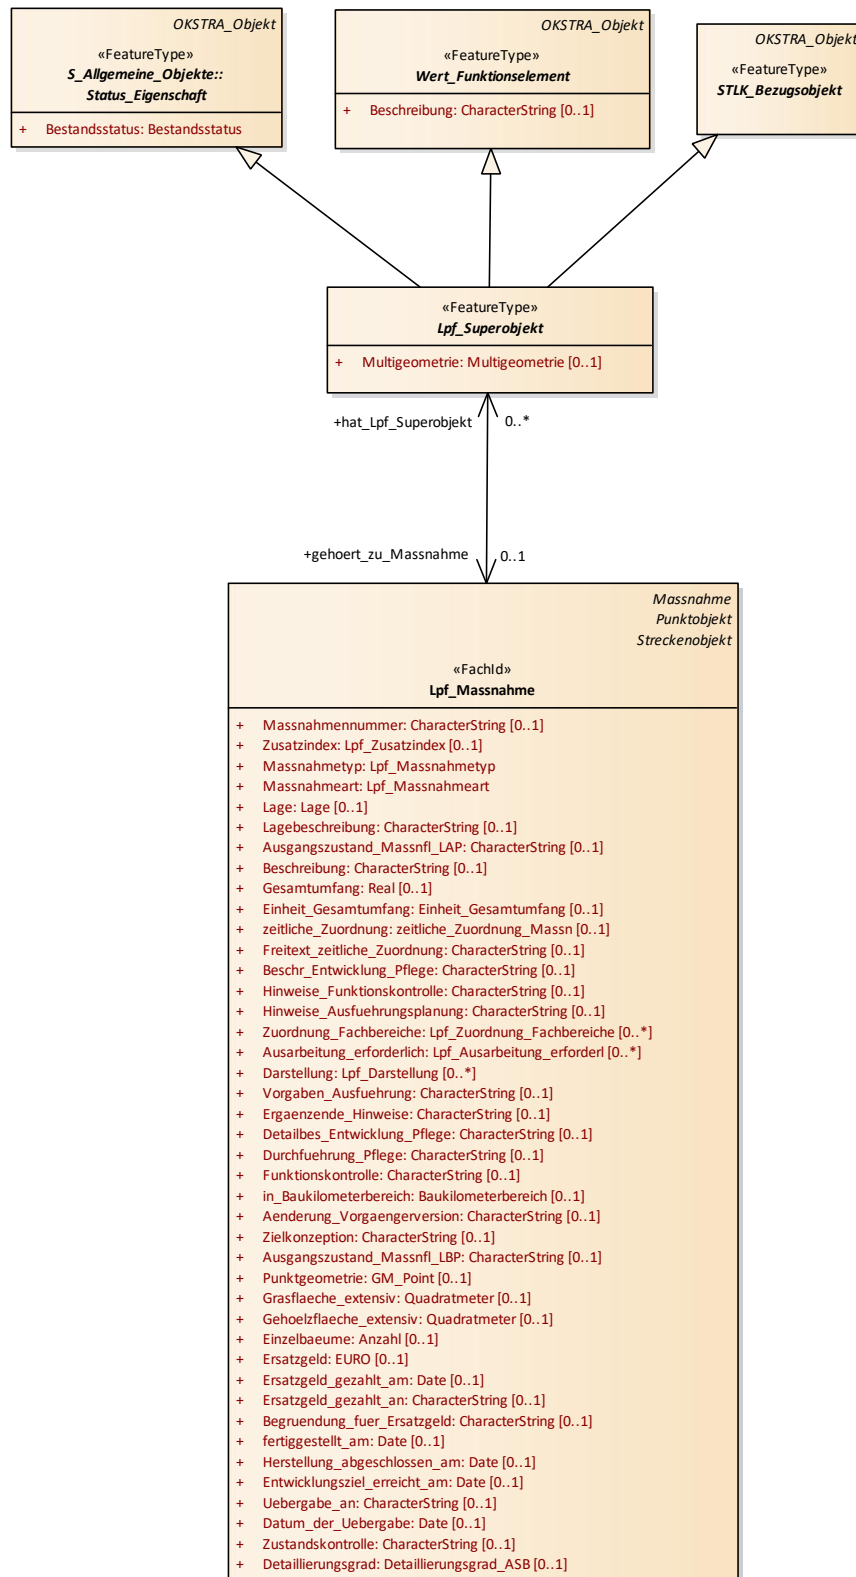 OKSTRA_Objekt
«FeatureType»
S_Allgemeine_Objekte::
Status_Eigenschaft
+ Bestandsstatus: Bestandsstatus
OKSTRA_Objekt
«FeatureType»
Wert_Funktionselement
+ Beschreibung: CharacterString [0..1]
OKSTRA_Objekt
«FeatureType»
STLK_Bezugsobjekt
«FeatureType»
Lpf_Superobjekt
+ Multigeometrie: Multigeometrie [0..1]
+hat_Lpf_Superobjekt 0..*
+gehoert_zu_Massnahme 0..1
Massnahme
Punktobjekt
Streckenobjekt
«FachId»
Lpf_Massnahme
+ Massnahmennummer: CharacterString [0..1]
+ Zusatzindex: Lpf_Zusatzindex [0..1]
+ Massnahmetyp: Lpf_Massnahmetyp
+ Massnahmeart: Lpf_Massnahmeart
+ Lage: Lage [0..1]
+ Lagebeschreibung: CharacterString [0..1]
+ Ausgangszustand_Massnfl_LAP: CharacterString [0..1]
+ Beschreibung: CharacterString [0..1]
+ Gesamtumfang: Real [0..1]
+ Einheit_Gesamtumfang: Einheit_Gesamtumfang [0..1]
+ zeitliche_Zuordnung: zeitliche_Zuordnung_Massn [0..1]
+ Freitext_zeitliche_Zuordnung: CharacterString [0..1]
+ Beschr_Entwicklung_Pflege: CharacterString [0..1]
+ Hinweise_Funktionskontrolle: CharacterString [0..1]
+ Hinweise_Ausfuehrungsplanung: CharacterString [0..1]
+ Zuordnung_Fachbereiche: Lpf_Zuordnung_Fachbereiche [0..*]
+ Ausarbeitung_erforderlich: Lpf_Ausarbeitung_erforderl [0..*]
+ Darstellung: Lpf_Darstellung [0..*]
+ Vorgaben_Ausfuehrung: CharacterString [0..1]
+ Ergaenzende_Hinweise: CharacterString [0..1]
+ Detailbes_Entwicklung_Pflege: CharacterString [0..1]
+ Durchfuehrung_Pflege: CharacterString [0..1]
+ Funktionskontrolle: CharacterString [0..1]
+ in_Baukilometerbereich: Baukilometerbereich [0..1]
+ Aenderung_Vorgaengerversion: CharacterString [0..1]
+ Zielkonzeption: CharacterString [0..1]
+ Ausgangszustand_Massnfl_LBP: CharacterString [0..1]
+ Punktgeometrie: GM_Point [0..1]
+ Grasflaeche_extensiv: Quadratmeter [0..1]
+ Gehoelzflaeche_extensiv: Quadratmeter [0..1]
+ Einzelbaeume: Anzahl [0..1]
+ Ersatzgeld: EURO [0..1]
+ Ersatzgeld_gezahlt_am: Date [0..1]
+ Ersatzgeld_gezahlt_an: CharacterString [0..1]
+ Begruendung_fuer_Ersatzgeld: CharacterString [0..1]
+ fertiggestellt_am: Date [0..1]
+ Herstellung_abgeschlossen_am: Date [0..1]
+ Entwicklungsziel_erreicht_am: Date [0..1]
+ Uebergabe_an: CharacterString [0..1]
+ Datum_der_Uebergabe: Date [0..1]
+ Zustandskontrolle: CharacterString [0..1]
+ Detaillierungsgrad: Detaillierungsgrad_ASB [0..1]